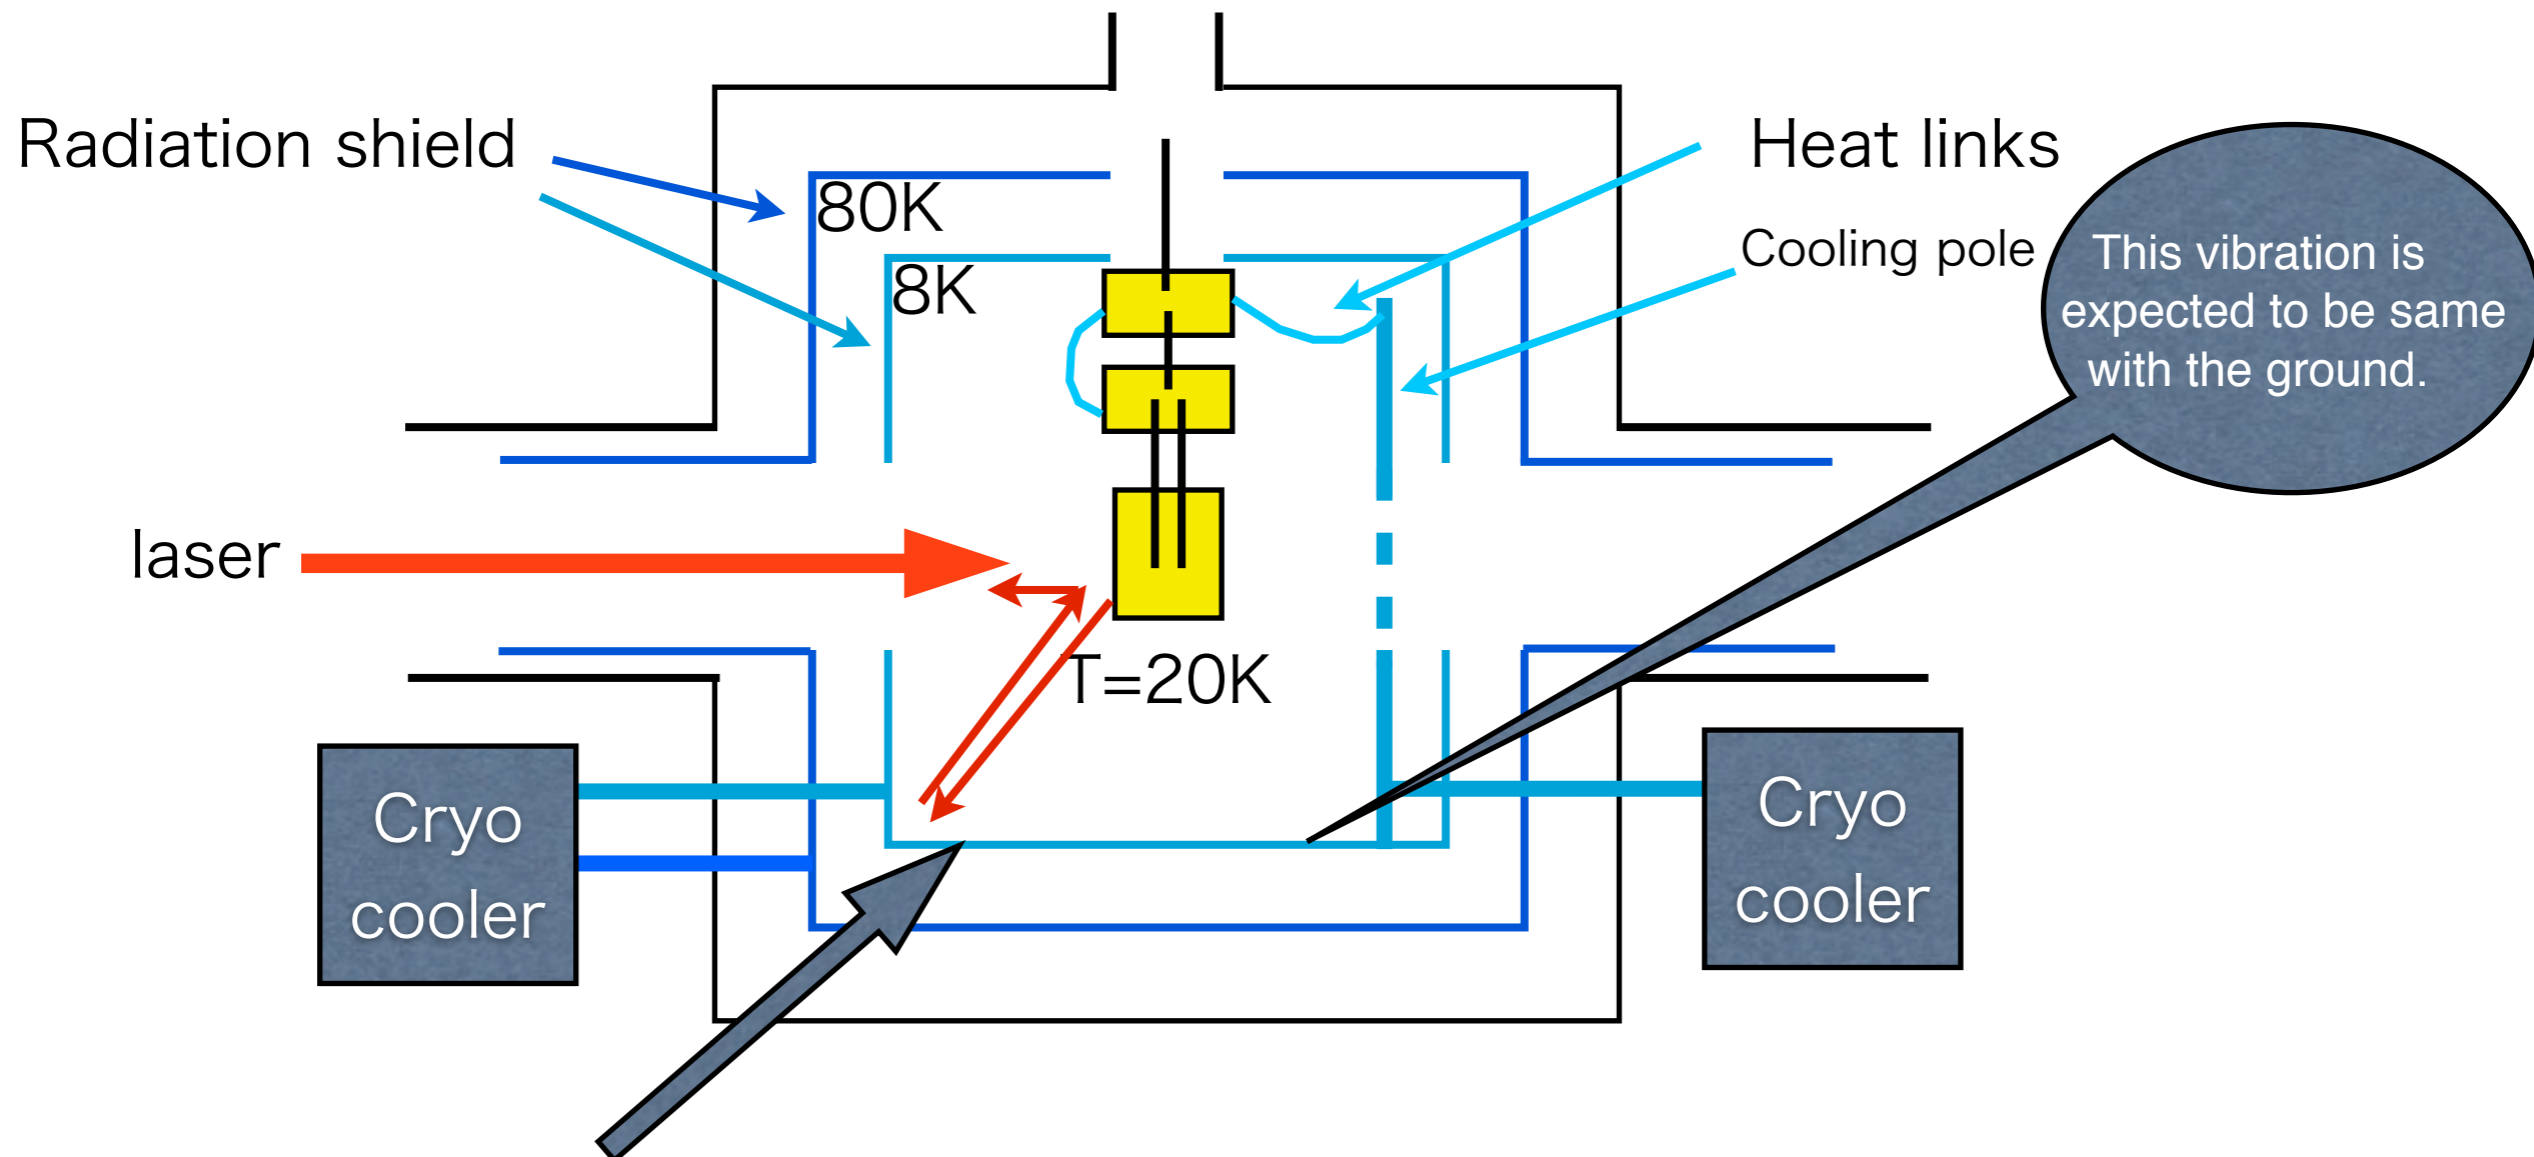 Radiation shield
Heat links
80K
Cooling pole
8K
This vibration is
expected to be same
with the ground.
laser
T=20K
Cryo
cooler
Cryo
cooler